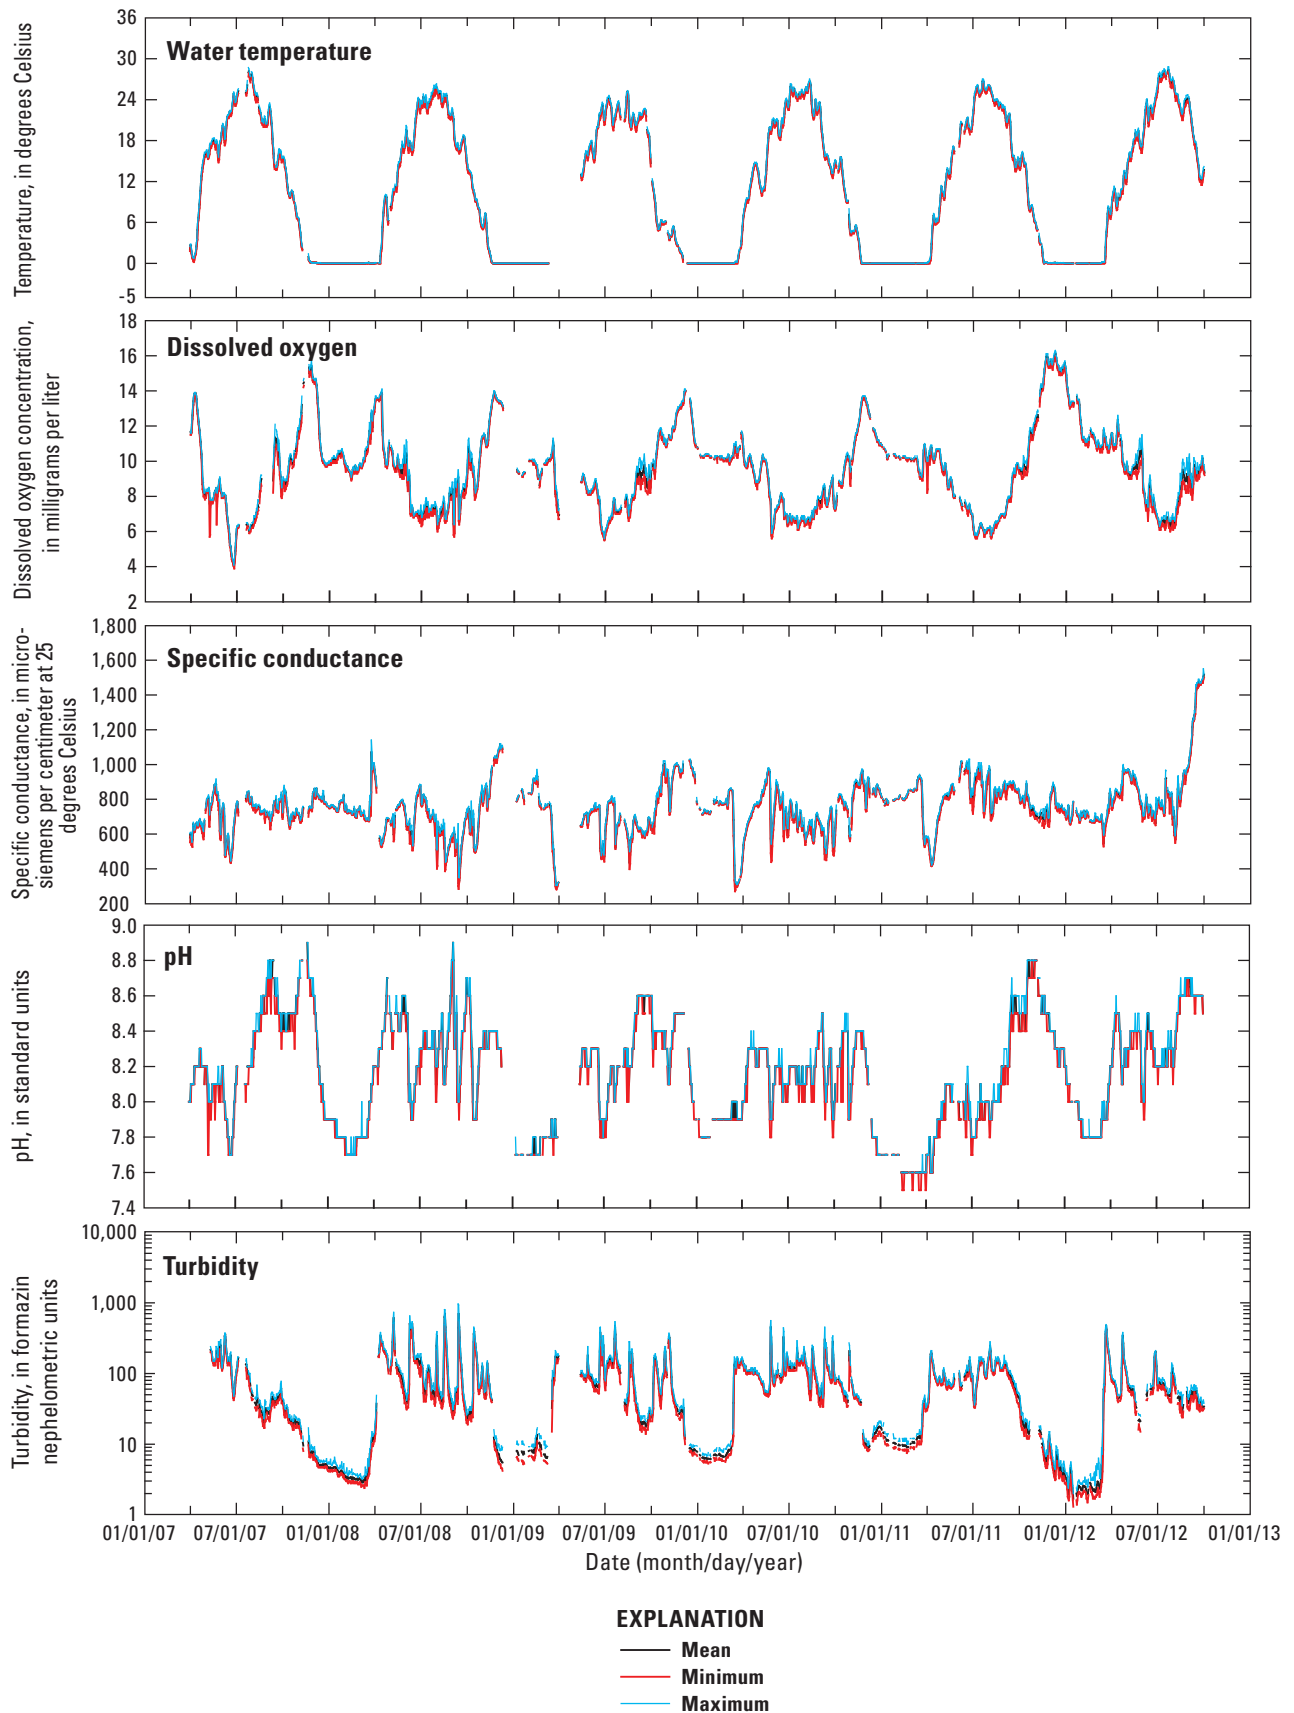 Temperature, in degrees Celsius
36
30
24
18
12
6
0
-5
Water temperature
Dissolved oxygen concentration,
in milligrams per liter
18
16
14
12
10
8
6
4
2
Dissolved oxygen
Specific conductance, in micro-
siemens per centimeter at 25
degrees Celsius
1,800
1,600
1,400
1,200
1,000
800
600
400
200
Specific conductance
pH, in standard units
9.0
8.8
8.6
8.4
8.2
8.0
7.8
7.6
7.4
pH
Turbidity, in formazin
nephelometric units
10,000
1,000
100
10
1
Turbidity
01/01/07 07/01/07 01/01/08 07/01/08 01/01/09 07/01/09 01/01/10 07/01/10 01/01/11 07/01/11 01/01/12 07/01/12 01/01/13
Date (month/day/year)
EXPLANATION
Mean
Minimum
Maximum